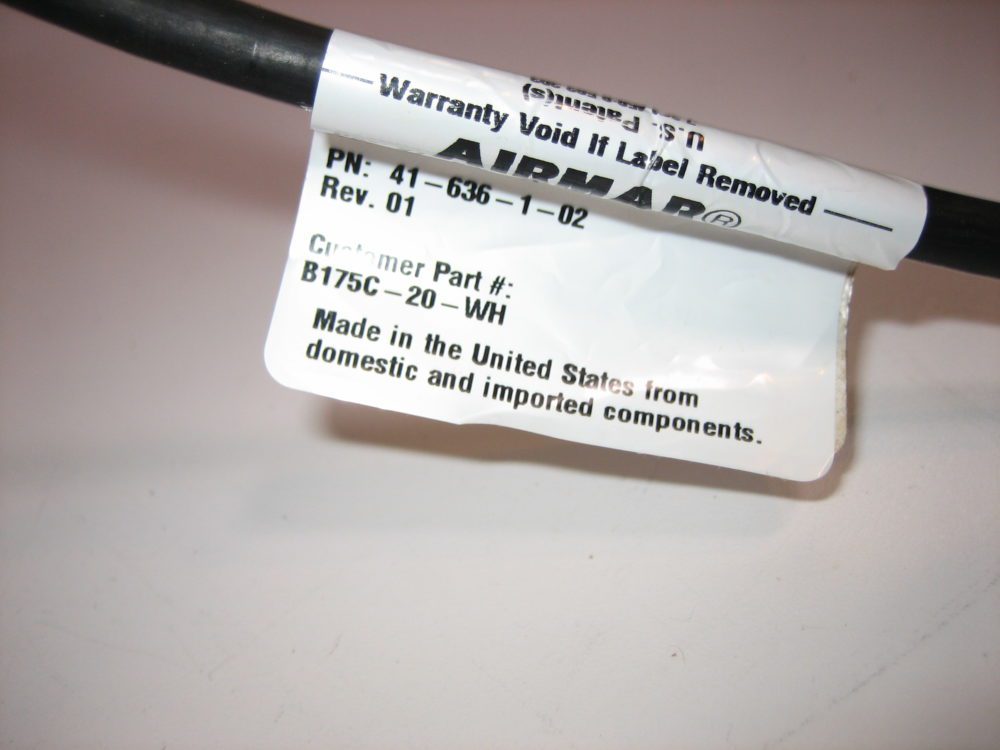 U.S. Patent(s)
Warranty Void If Label Removed
AIRMAR®
PN: 41-636-1-02
Rev. 01
Customer Part #:
B175C-20-WH
Made in the United States from
domestic and imported components.